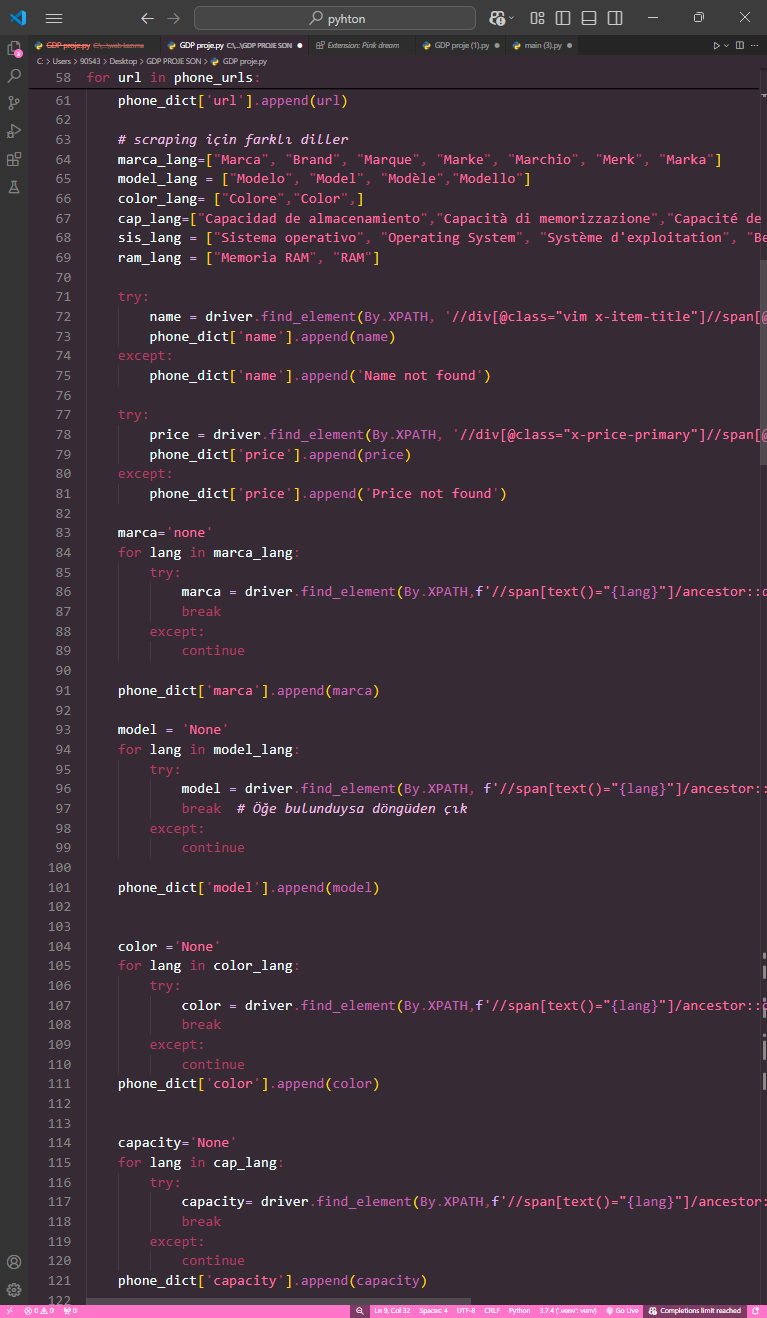 pyhton
GDP proje.py C:\...\web kazıma
GDP proje.py C:\...\GDP PROJE SON
Extension: Pink dream
GDP proje (1).py
main (3).py
C: > Users > 90543 > Desktop > GDP PROJE SON > GDP proje.py
58 for url in phone_urls:
61 phone_dict['url'].append(url)
62
63 # scraping için farklı diller
64 marca_lang=["Marca", "Brand", "Marque", "Marke", "Marchio", "Merk", "Marka"]
65 model_lang = ["Modelo", "Model", "Modèle","Modello"]
66 color_lang= ["Colore","Color",]
67 cap_lang=["Capacidad de almacenamiento","Capacità di memorizzazione","Capacité de
68 sis_lang = ["Sistema operativo", "Operating System", "Système d'exploitation", "Be
69 ram_lang = ["Memoria RAM", "RAM"]
70
71 try:
72 name = driver.find_element(By.XPATH, '//div[@class="vim x-item-title"]//span[@
73 phone_dict['name'].append(name)
74 except:
75 phone_dict['name'].append('Name not found')
76
77 try:
78 price = driver.find_element(By.XPATH, '//div[@class="x-price-primary"]//span[@
79 phone_dict['price'].append(price)
80 except:
81 phone_dict['price'].append('Price not found')
82
83 marca='none'
84 for lang in marca_lang:
85 try:
86 marca = driver.find_element(By.XPATH,f'//span[text()="{lang}"]/ancestor::d
87 break
88 except:
89 continue
90
91 phone_dict['marca'].append(marca)
92
93 model = 'None'
94 for lang in model_lang:
95 try:
96 model = driver.find_element(By.XPATH, f'//span[text()="{lang}"]/ancestor::
97 break # Öğe bulunduysa döngüden çık
98 except:
99 continue
100
101 phone_dict['model'].append(model)
102
103
104 color ='None'
105 for lang in color_lang:
106 try:
107 color = driver.find_element(By.XPATH,f'//span[text()="{lang}"]/ancestor::d
108 break
109 except:
110 continue
111 phone_dict['color'].append(color)
112
113
114 capacity='None'
115 for lang in cap_lang:
116 try:
117 capacity= driver.find_element(By.XPATH,f'//span[text()="{lang}"]/ancestor:
118 break
119 except:
120 continue
121 phone_dict['capacity'].append(capacity)
122
0 0 0 Ln 9, Col 32 Spaces: 4 UTF-8 CRLF Python 3.7.4 ('.venv': venv) Go Live Completions limit reached